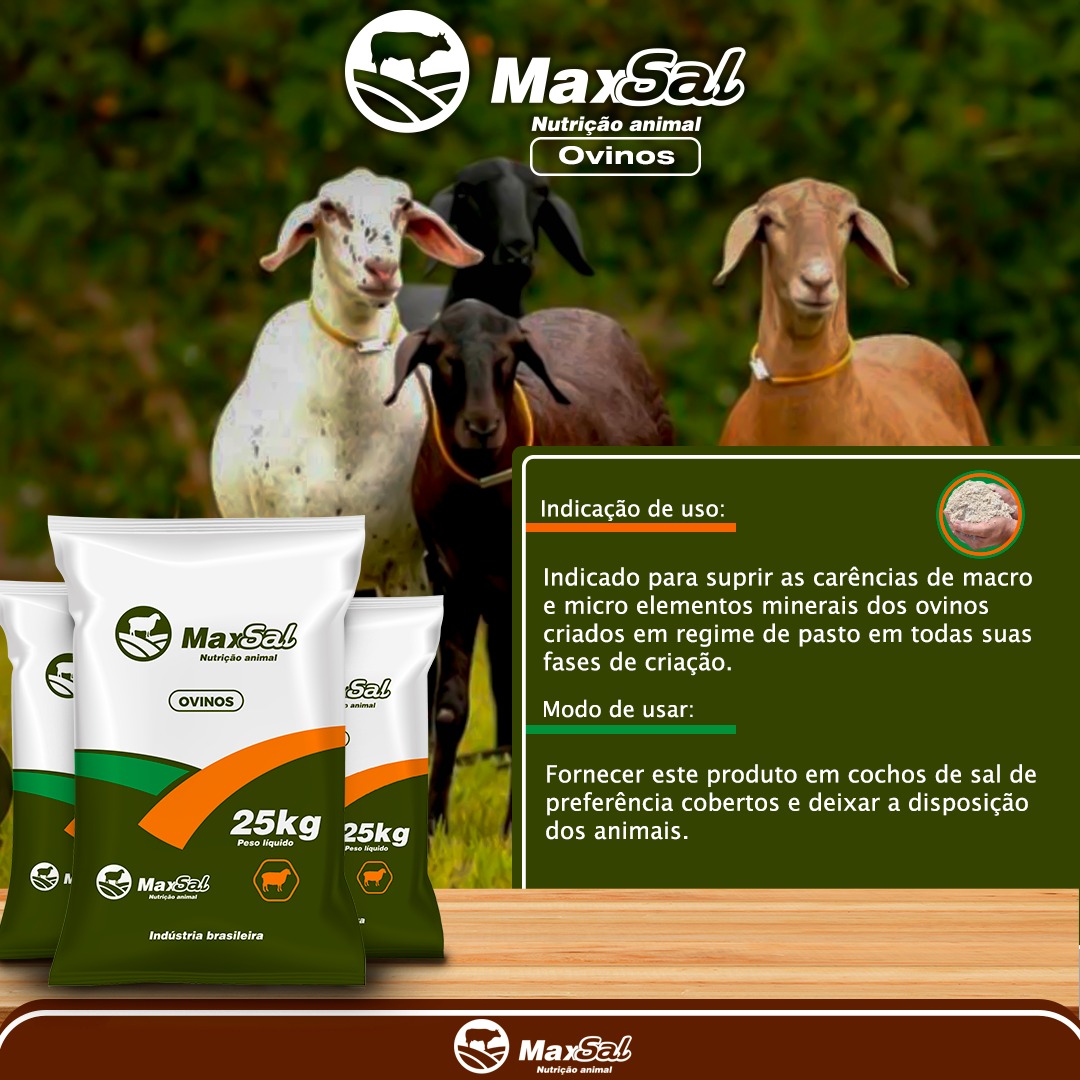 MaxSal
Nutrição animal
Ovinos
Indicação de uso:
Indicado para suprir as carências de macro
e micro elementos minerais dos ovinos
criados em regime de pasto em todas suas
fases de criação.
Modo de usar:
Fornecer este produto em cochos de sal de
preferência cobertos e deixar a disposição
dos animais.
MaxSal
Nutrição animal
OVINOS
25kg
Peso líquido
MaxSal
Nutrição animal
Indústria brasileira
Sal
animal
25kg
Peso líquido
MaxSal
Nutrição animal